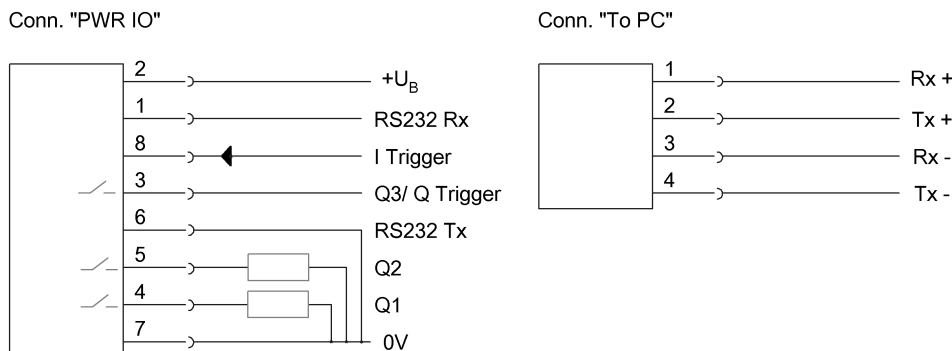 Conn. "PWR IO"
Conn. "To PC"
2 +UB
1 RS232 Rx
8 I Trigger
3 Q3/ Q Trigger
6 RS232 Tx
5 Q2
4 Q1
7 0V
1 Rx +
2 Tx +
3 Rx -
4 Tx -